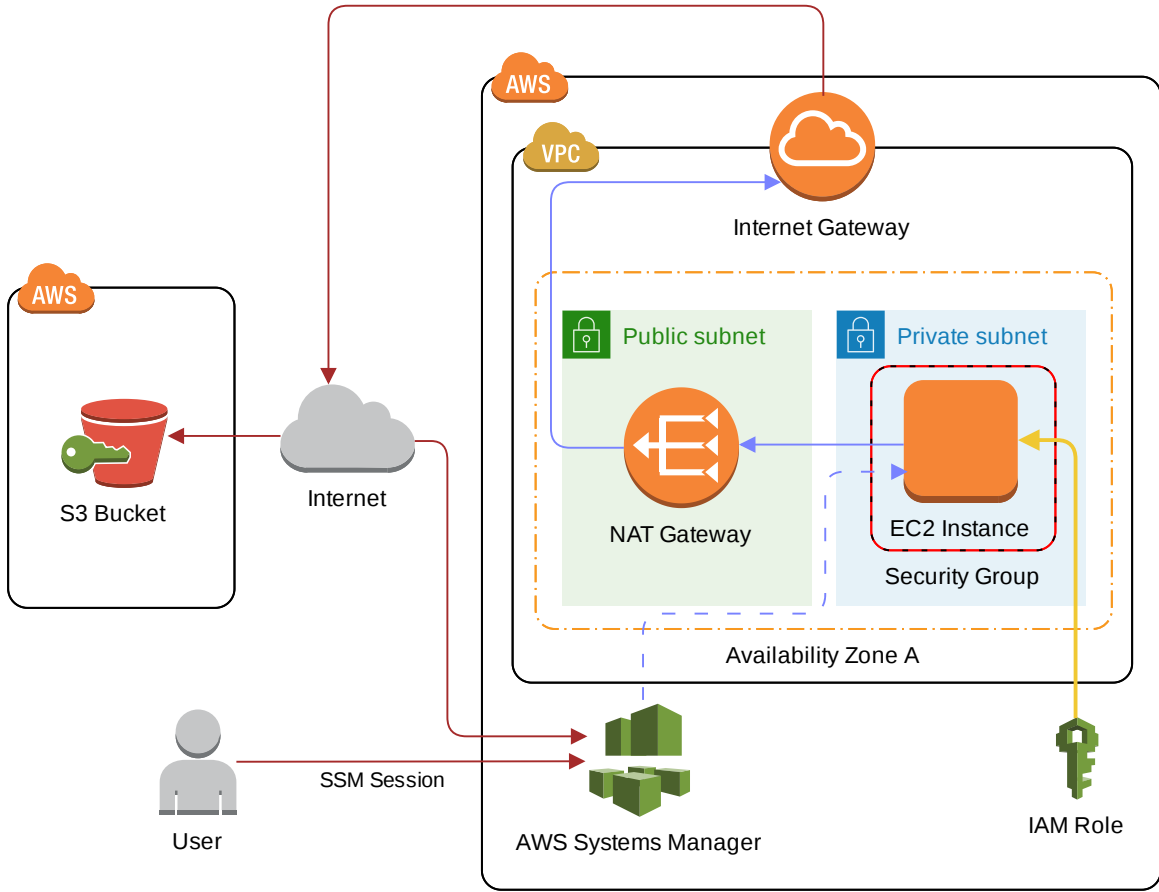 AWS
VPC
Internet Gateway
AWS
Public subnet
Private subnet
S3 Bucket
Internet
NAT Gateway
EC2 Instance
Security Group
Availability Zone A
SSM Session
User
AWS Systems Manager
IAM Role